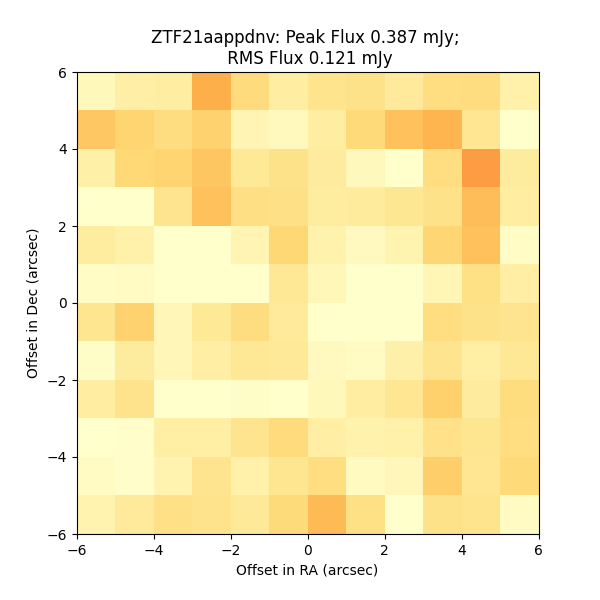 ZTF21aappdnv: Peak Flux 0.387 mJy;
RMS Flux 0.121 mJy
6
4
2
0
−2
−4
−6
Offset in Dec (arcsec)
−6 −4 −2 0 2 4 6
Offset in RA (arcsec)